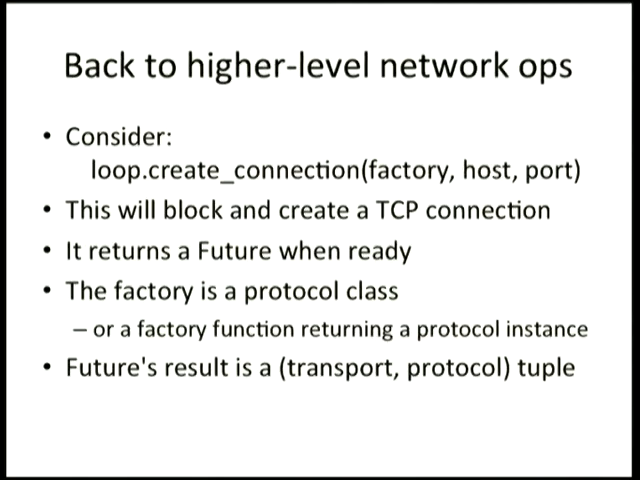 Back to higher-level network ops
• Consider:
loop.create_connection(factory, host, port)
• This will block and create a TCP connection
• It returns a Future when ready
• The factory is a protocol class
– or a factory function returning a protocol instance
• Future's result is a (transport, protocol) tuple